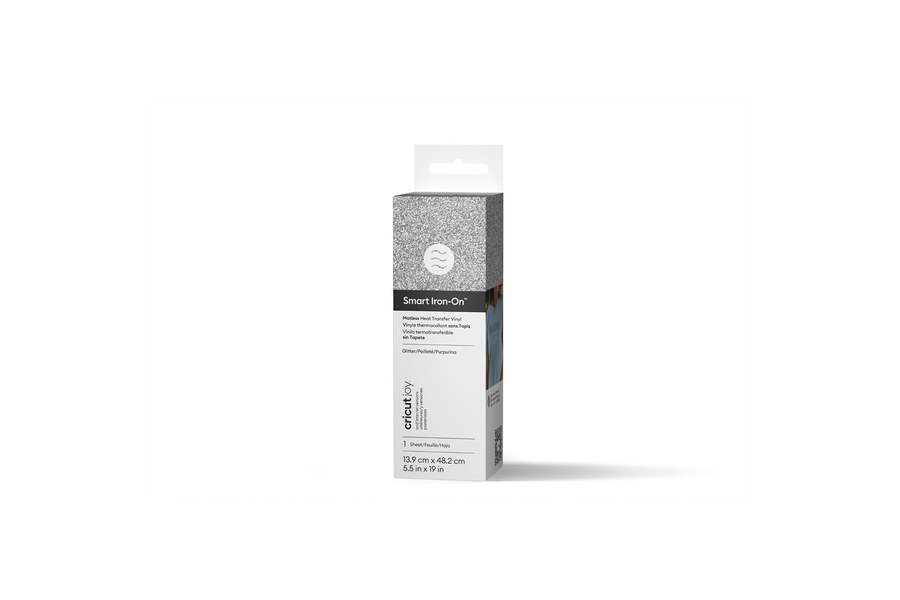 Smart Iron-On™
Matless Heat Transfer Vinyl
Vinyle thermocollant sans Tapis
Vinilo termotransferible
sin Tapete
Glitter/Pailleté/Purpurina
cricut joy.
1 Sheet/Feuille/Hoja
13.9 cm x 48.2 cm
5.5 in x 19 in